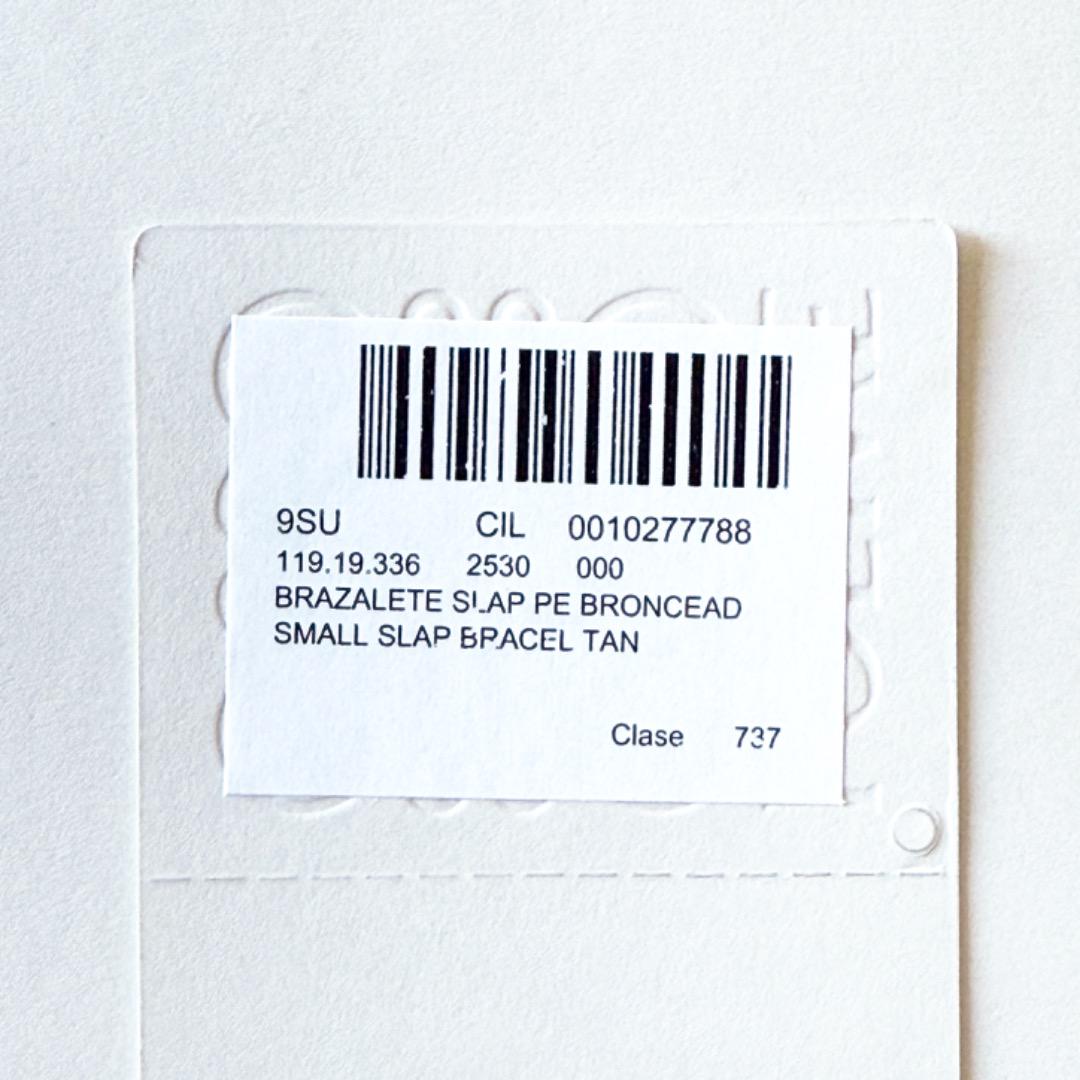 9SU CIL 0010277788
119.19.336 2530 000
BRAZALETE SLAP PE BRONCEAD
SMALL SLAP BRACEL TAN
Clase 737